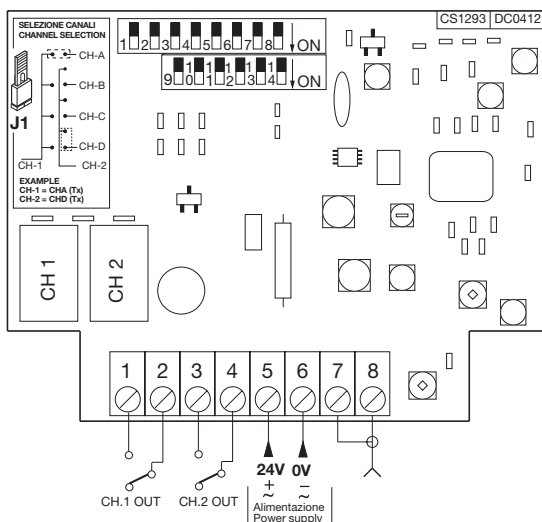 SELEZIONE CANALI
CHANNEL SELECTION
CH-A
CH-B
CH-C
CH-D
J1
CH-1 CH-2
EXAMPLE
CH-1 = CHA (Tx)
CH-2 = CHD (Tx)
1 2 3 4 5 6 7 8 ↓ON
9 10 11 12 13 14 ↓ON
CS1293 DC0412
CH 1
CH 2
1 2 3 4 5 6 7 8
24V 0V
+ –
~ ~
CH.1 OUT CH.2 OUT
Alimentazione
Power supply